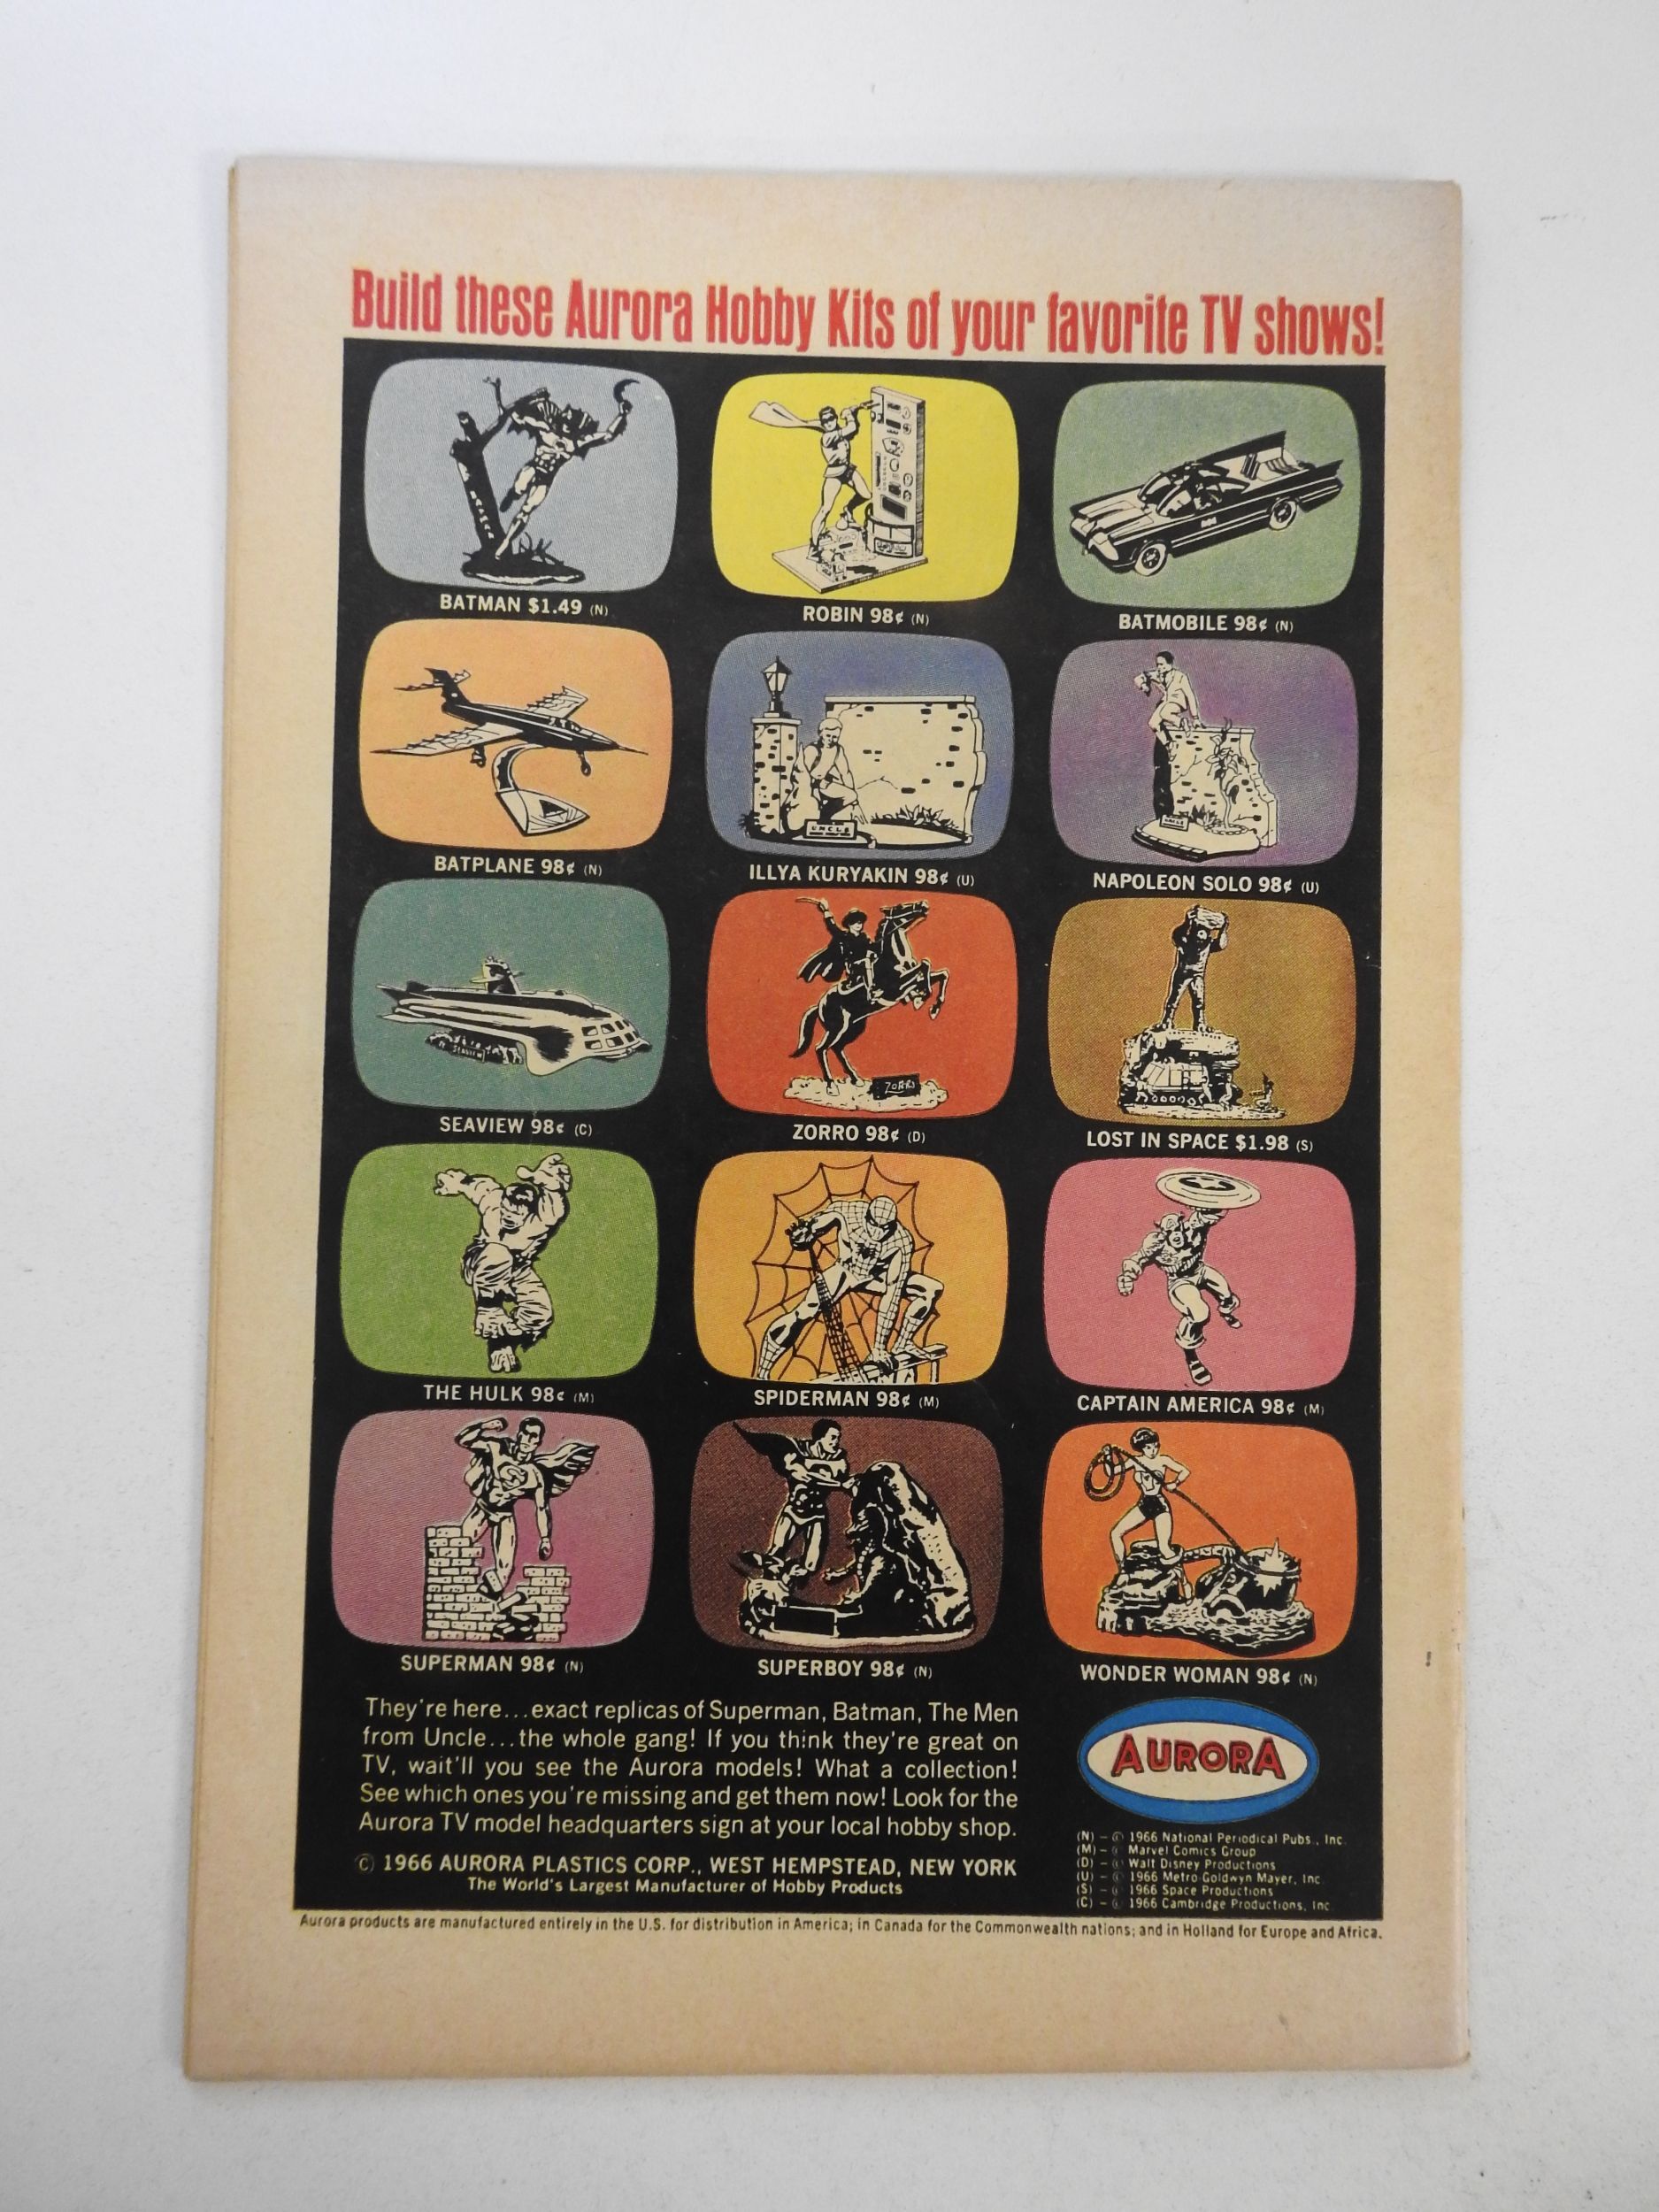 Build these Aurora Hobby Kits of your favorite TV shows!
BATMAN $1.49 (N)
ROBIN 98¢ (N)
BATMOBILE 98¢ (N)
UNCLE
UNCLE
BATPLANE 98¢ (N)
ILLYA KURYAKIN 98¢ (U)
NAPOLEON SOLO 98¢ (U)
SEAVIEW
ZORRO
SEAVIEW 98¢ (C)
ZORRO 98¢ (D)
LOST IN SPACE $1.98 (S)
THE HULK 98¢ (M)
SPIDERMAN 98¢ (M)
CAPTAIN AMERICA 98¢ (M)
S
SUPERMAN 98¢ (N)
SUPERBOY 98¢ (N)
WONDER WOMAN 98¢ (N)
They're here...exact replicas of Superman, Batman, The Men
from Uncle...the whole gang! If you think they're great on
TV, wait'll you see the Aurora models! What a collection!
See which ones you're missing and get them now! Look for the
Aurora TV model headquarters sign at your local hobby shop.
© 1966 AURORA PLASTICS CORP., WEST HEMPSTEAD, NEW YORK
The World's Largest Manufacturer of Hobby Products
AURORA
(N) – © 1966 National Periodical Pubs., Inc.
(M) – © Marvel Comics Group
(D) – © Walt Disney Productions
(U) – © 1966 Metro-Goldwyn Mayer, Inc.
(S) – © 1966 Space Productions
(C) – © 1966 Cambridge Productions, Inc.
Aurora products are manufactured entirely in the U.S. for distribution in America; in Canada for the Commonwealth nations; and in Holland for Europe and Africa.